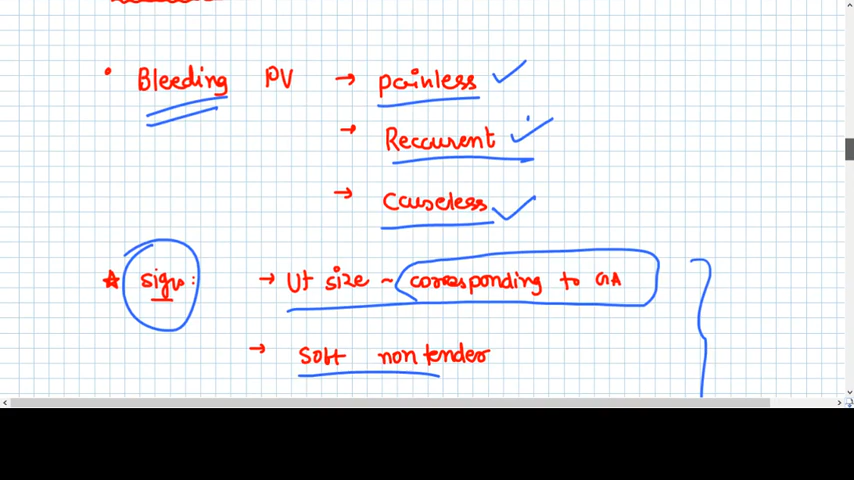 • Bleeding PV → painless
→ Reccurent
→ causeless
★ sign: → Ut size ~ corresponding to GA
→ Soft non tender